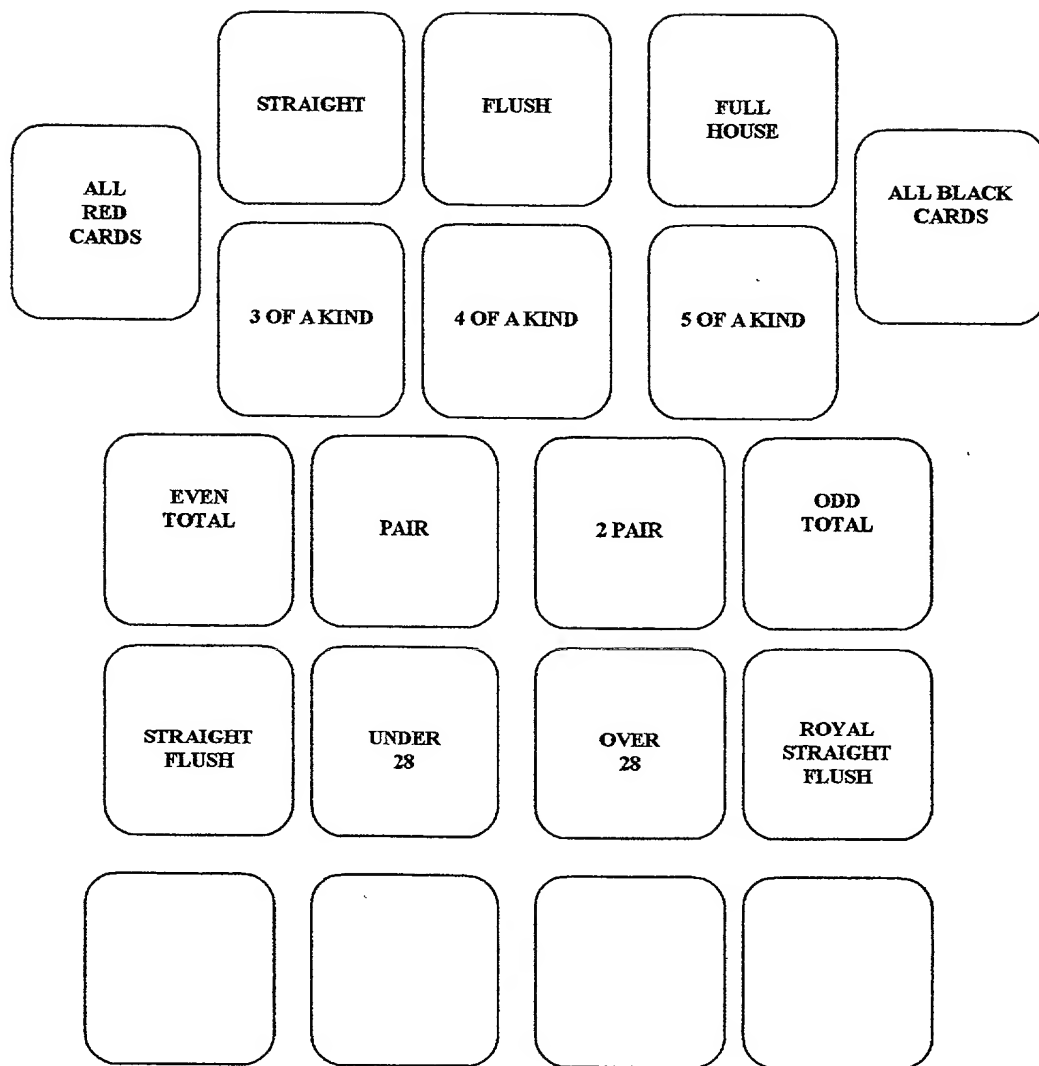 STRAIGHT
FLUSH
FULL
HOUSE
ALL
RED
CARDS
ALL BLACK
CARDS
3 OF A KIND
4 OF A KIND
5 OF A KIND
EVEN
TOTAL
PAIR
2 PAIR
ODD
TOTAL
STRAIGHT
FLUSH
UNDER
28
OVER
28
ROYAL
STRAIGHT
FLUSH